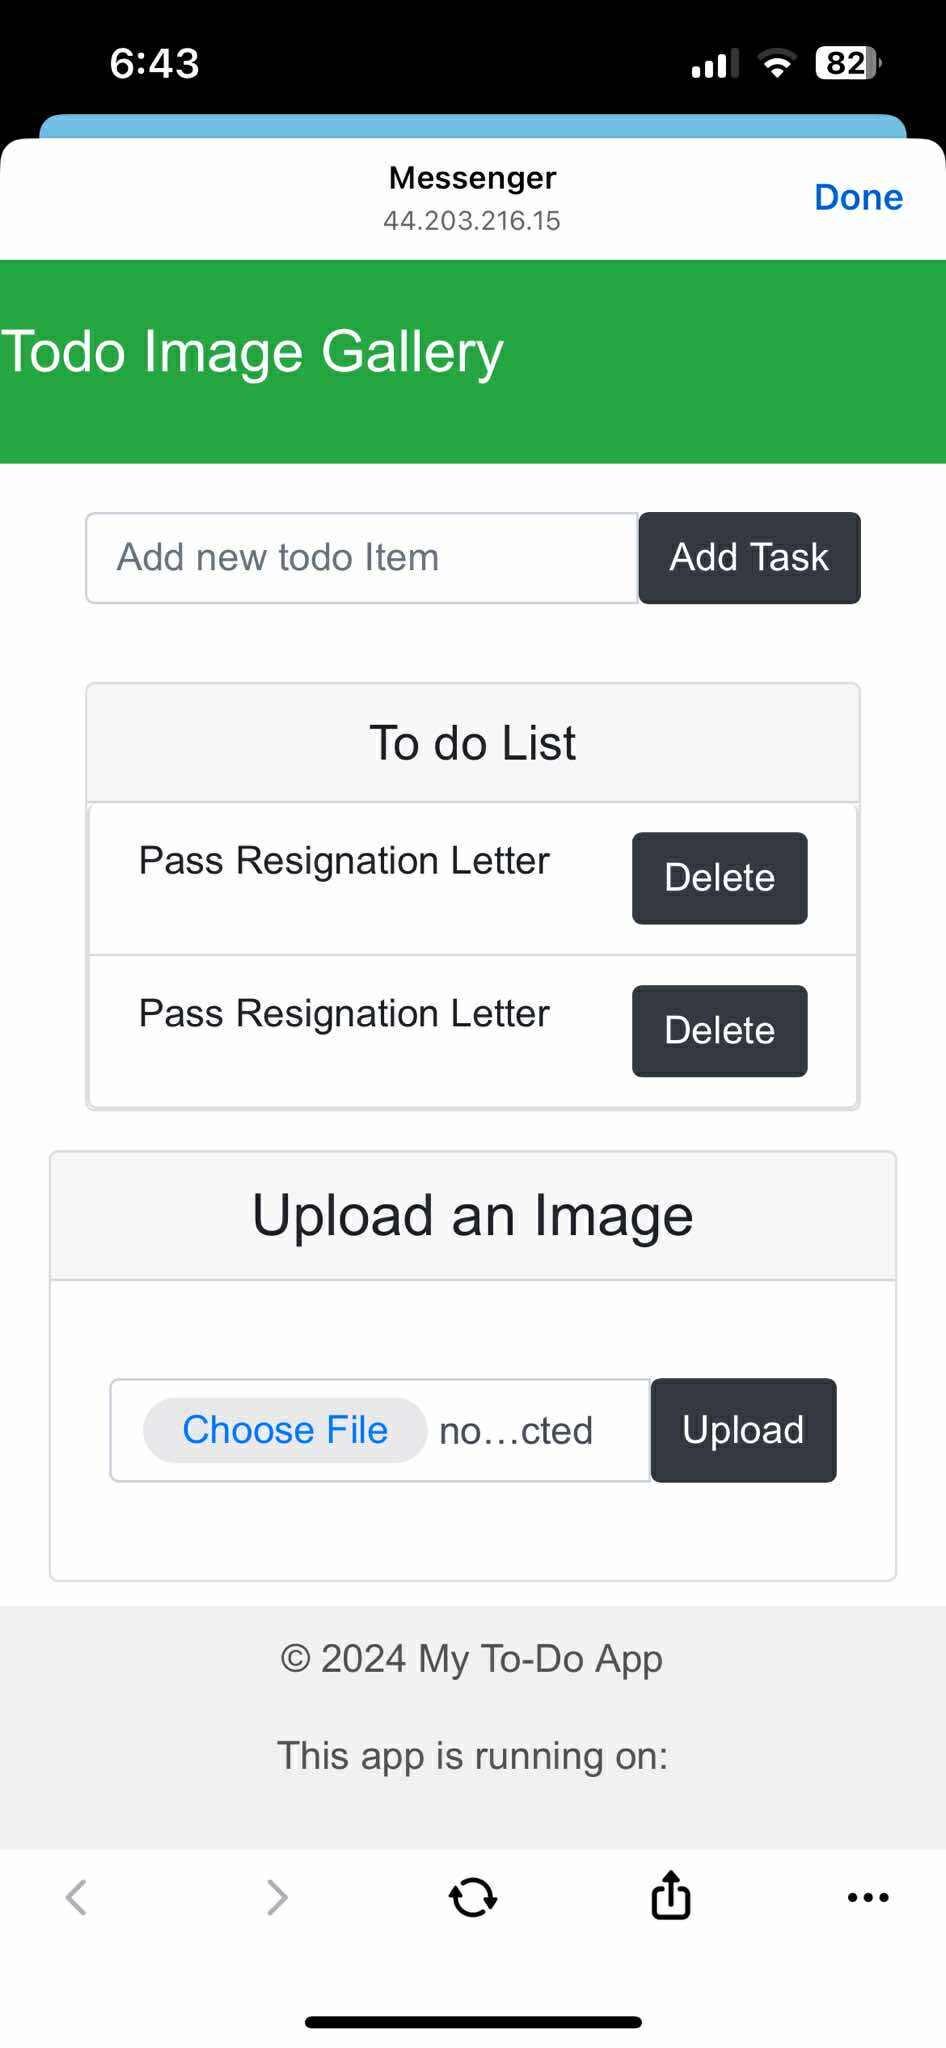 6:43
82
Messenger
44.203.216.15
Done
Todo Image Gallery
Add new todo Item
Add Task
To do List
Pass Resignation Letter
Delete
Pass Resignation Letter
Delete
Upload an Image
Choose File no...cted
Upload
© 2024 My To-Do App
This app is running on: